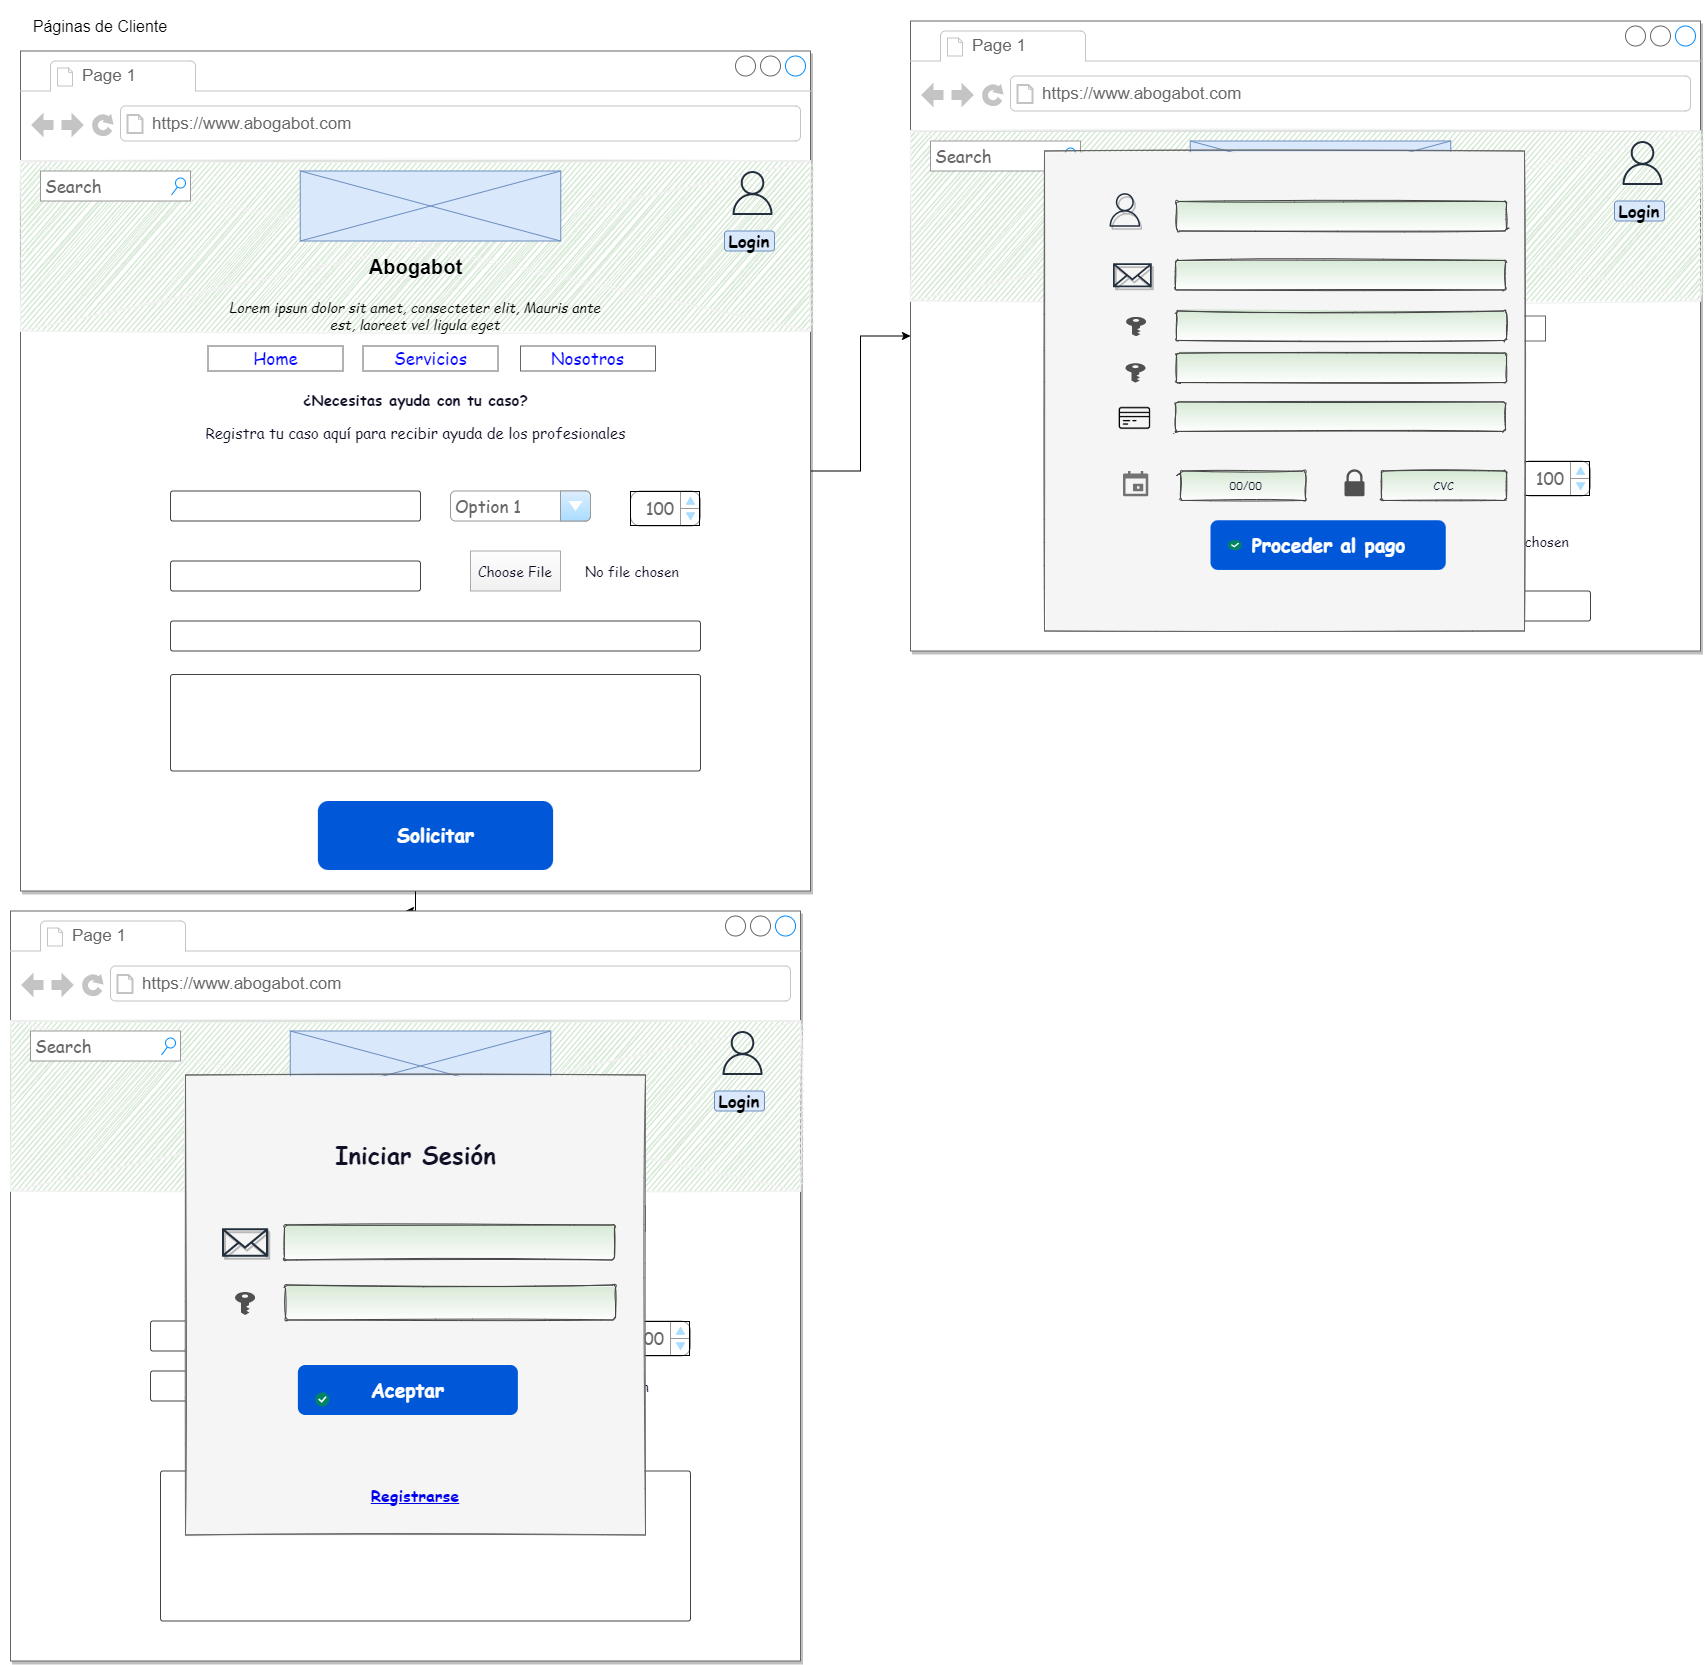 Páginas de Cliente
Page 1
https://www.abogabot.com
Search
Login
Abogabot
Lorem ipsun dolor sit amet, consecteter elit, Mauris ante
est, laoreet vel ligula eget
Home
Servicios
Nosotros
¿Necesitas ayuda con tu caso?
Registra tu caso aquí para recibir ayuda de los profesionales
Option 1
100
Choose File
No file chosen
Solicitar
Page 1
https://www.abogabot.com
Search
Login
100
00/00
CVC
chosen
Proceder al pago
Page 1
https://www.abogabot.com
Search
Login
Iniciar Sesión
00
Aceptar
Registrarse